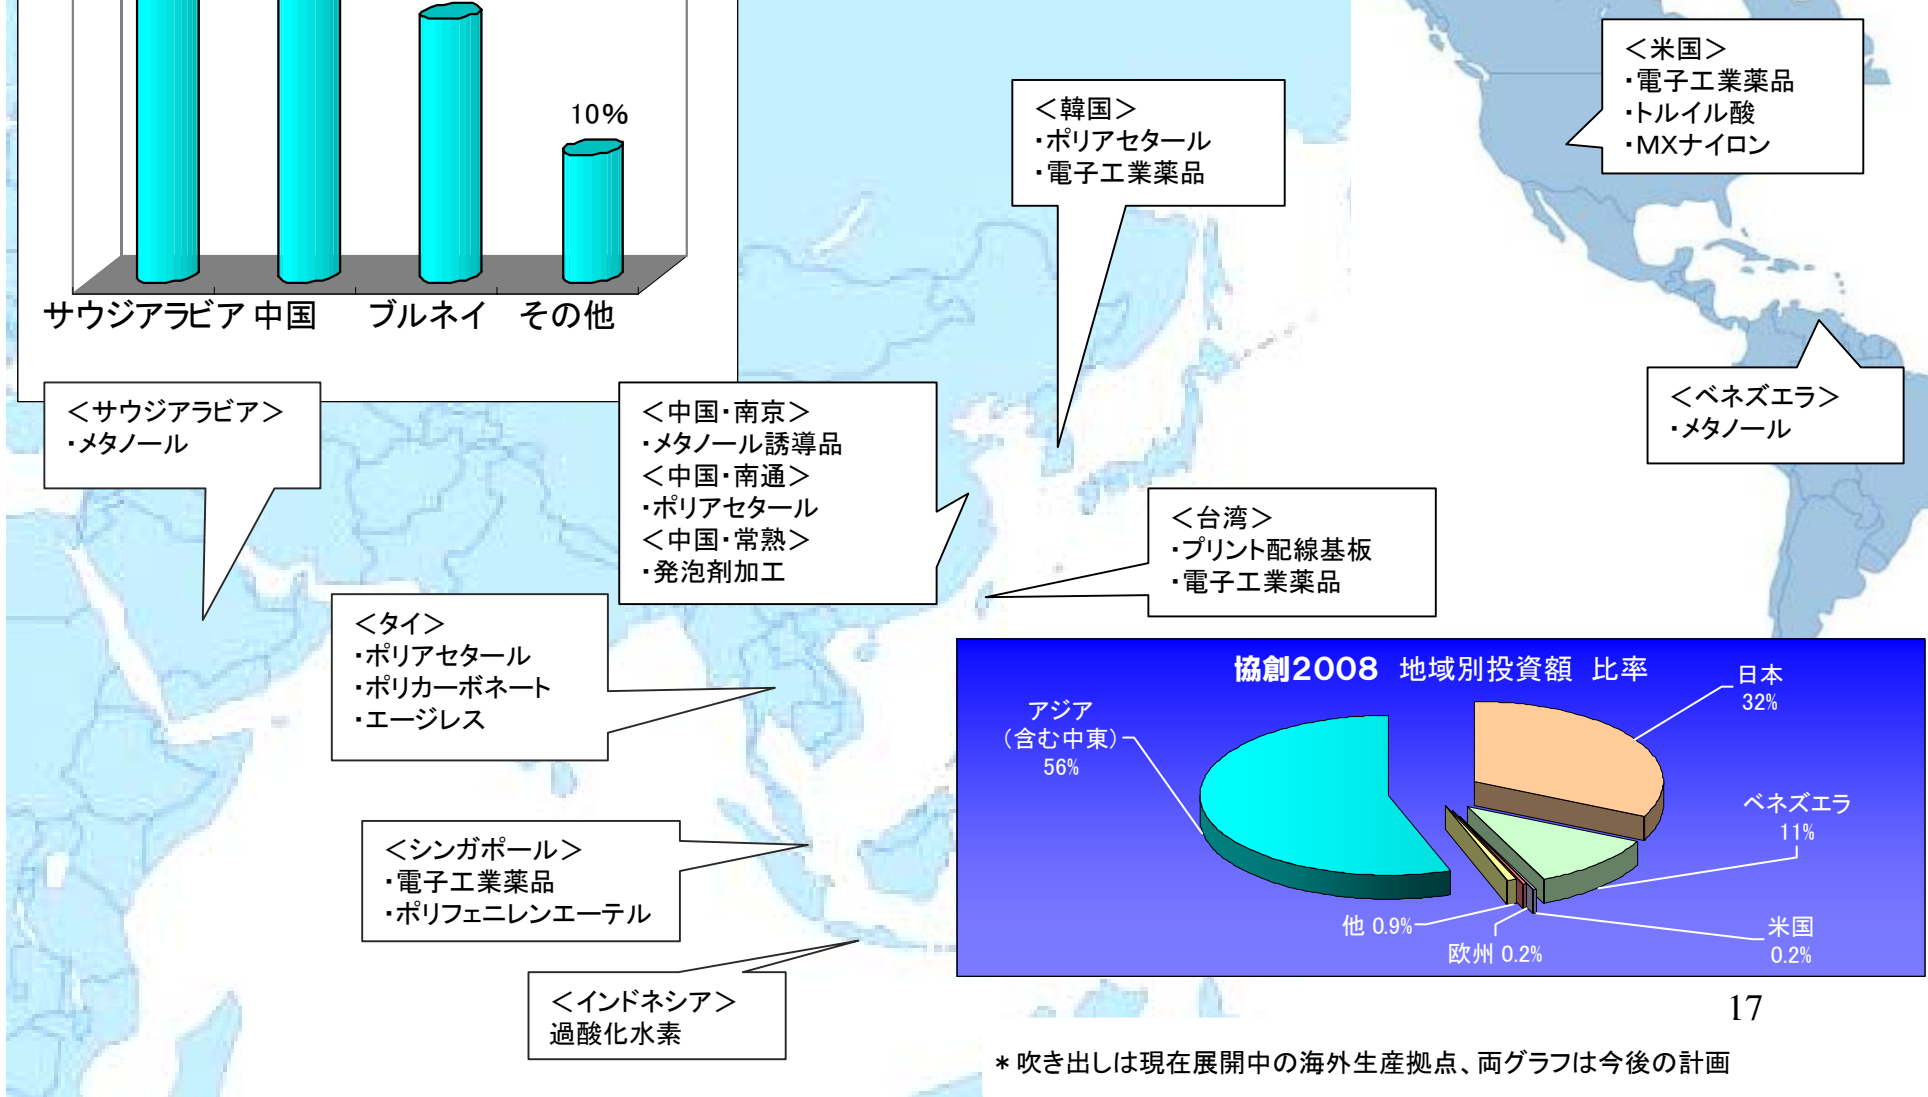 10%
サウジアラビア 中国 ブルネイ その他
＜米国＞
・電子工業薬品
・トルイル酸
・MXナイロン
＜韓国＞
・ポリアセタール
・電子工業薬品
＜ベネズエラ＞
・メタノール
＜サウジアラビア＞
・メタノール
＜中国・南京＞
・メタノール誘導品
＜中国・南通＞
・ポリアセタール
＜中国・常熟＞
・発泡剤加工
＜台湾＞
・プリント配線基板
・電子工業薬品
＜タイ＞
・ポリアセタール
・ポリカーボネート
・エージレス
＜シンガポール＞
・電子工業薬品
・ポリフェニレンエーテル
＜インドネシア＞
過酸化水素
協創2008 地域別投資額 比率
アジア
（含む中東）
56%
日本
32%
ベネズエラ
11%
他 0.9%
欧州 0.2%
米国
0.2%
17
＊吹き出しは現在展開中の海外生産拠点、両グラフは今後の計画